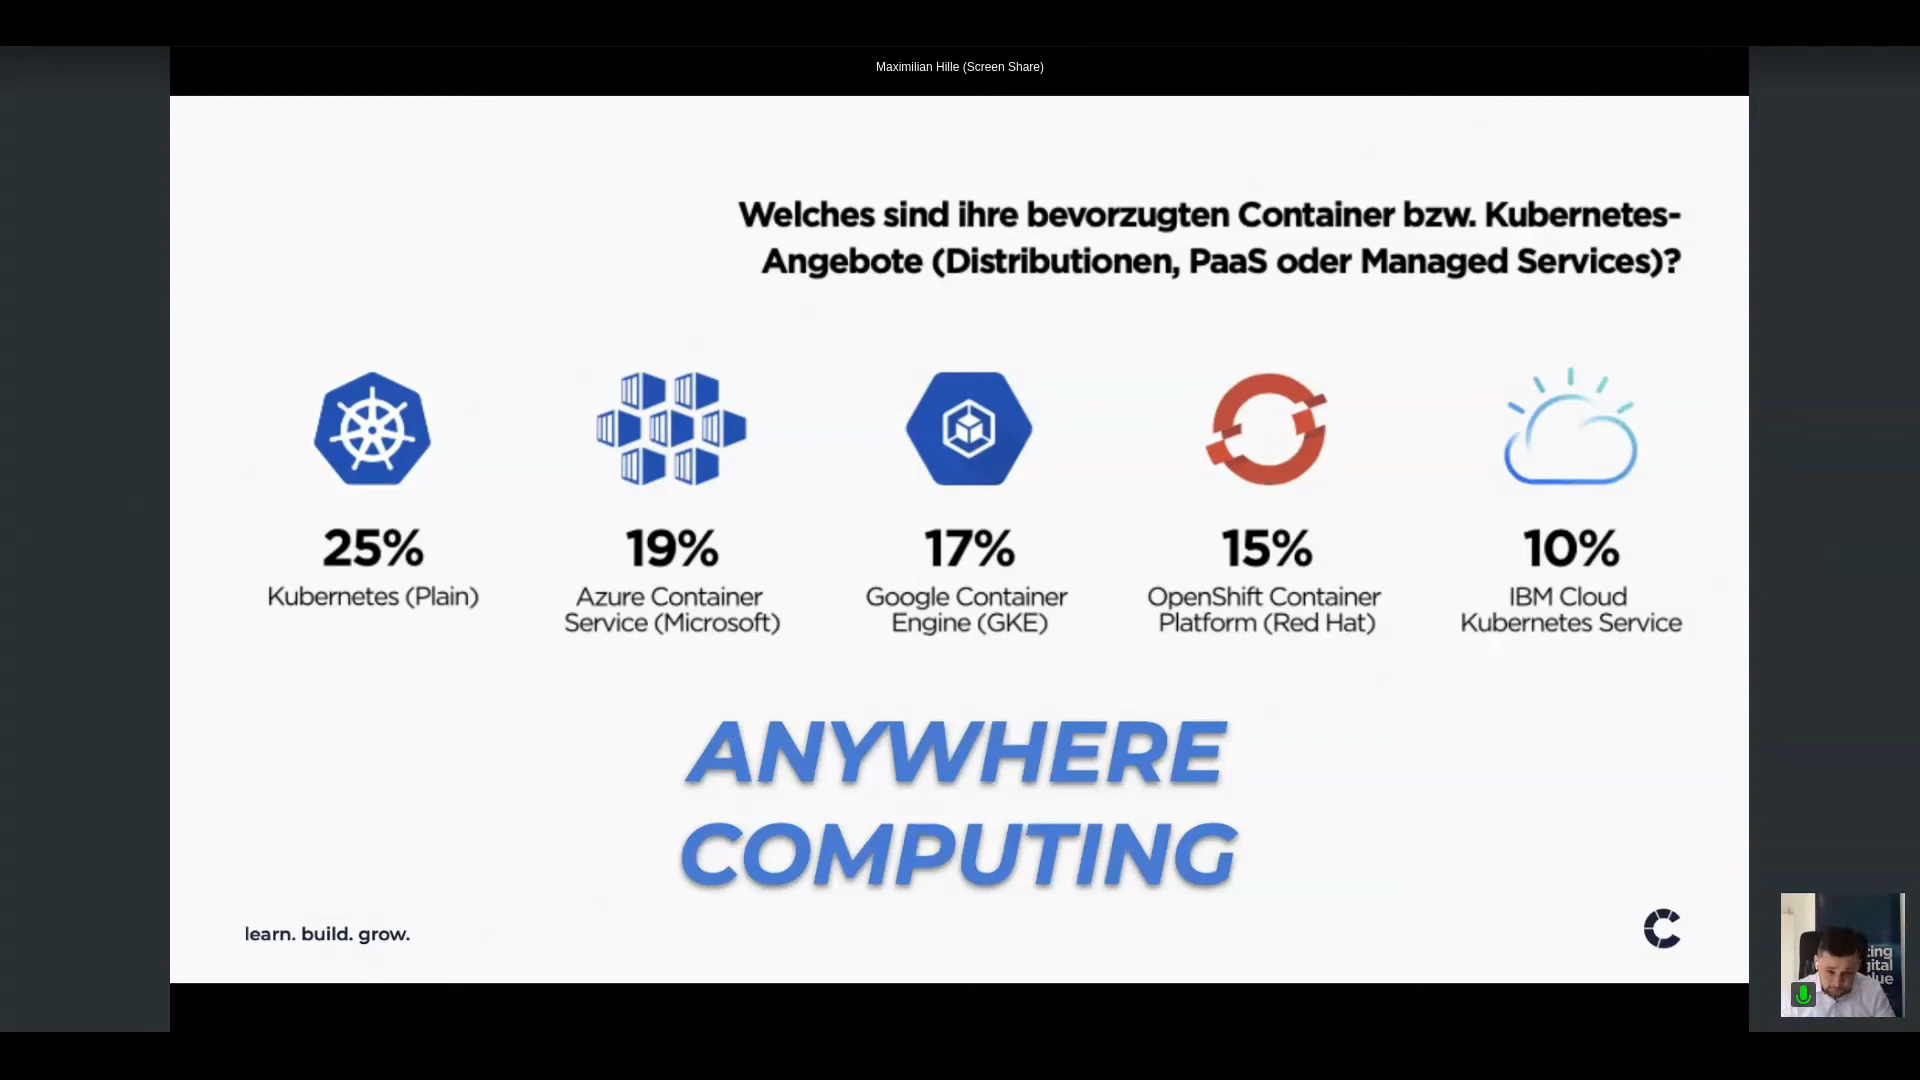 Maximilian Hille (Screen Share)
Welches sind ihre bevorzugten Container bzw. Kubernetes-
Angebote (Distributionen, PaaS oder Managed Services)?
25%
Kubernetes (Plain)
19%
Azure Container
Service (Microsoft)
17%
Google Container
Engine (GKE)
15%
OpenShift Container
Platform (Red Hat)
10%
IBM Cloud
Kubernetes Service
ANYWHERE
COMPUTING
learn. build. grow.